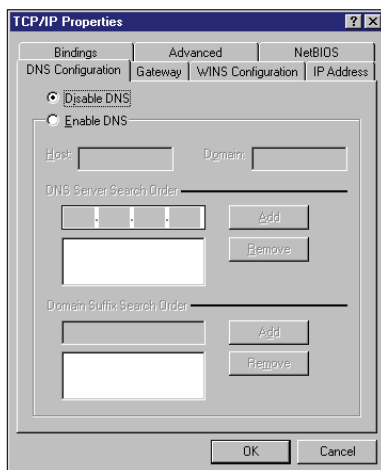 TCP/IP Properties
Bindings Advanced NetBIOS
DNS Configuration Gateway WINS Configuration IP Address
Disable DNS
Enable DNS
Host: Domain:
DNS Server Search Order
Add
Remove
Domain Suffix Search Order
Add
Remove
OK Cancel